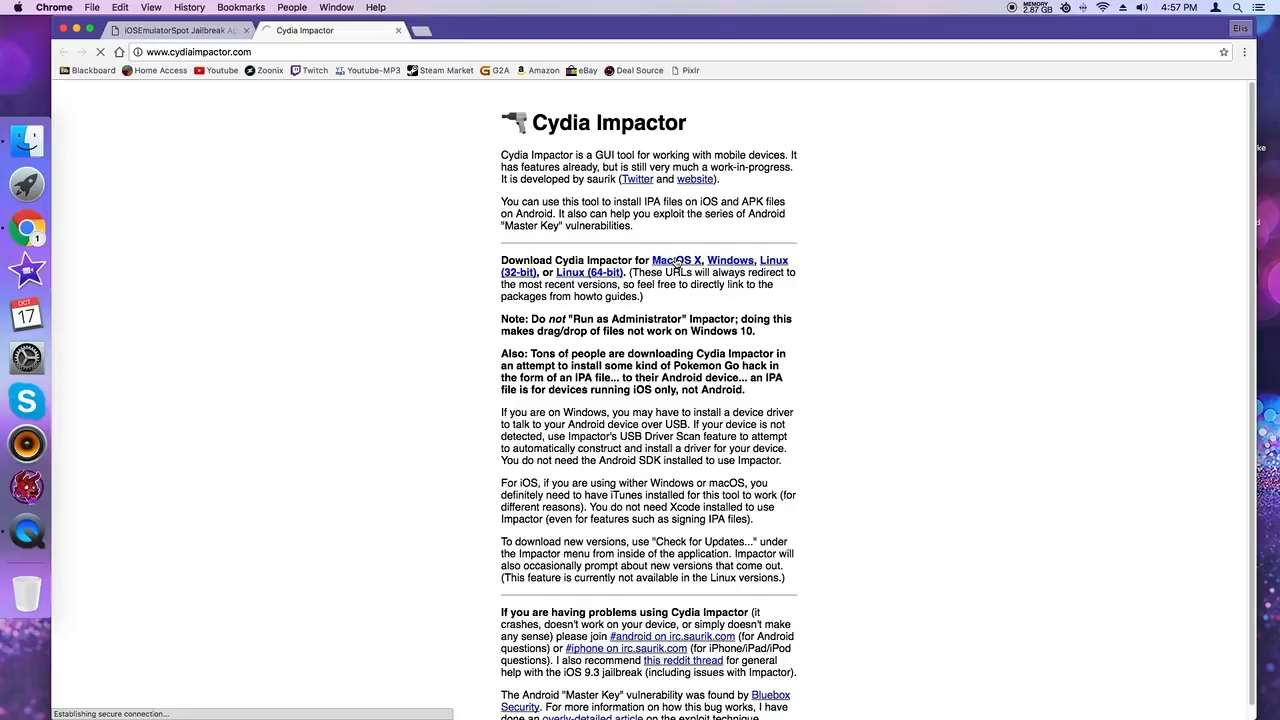 Chrome File Edit View History Bookmarks People Window Help MEMORY 2.87 GB 4:57 PM
iOSEmulatorSpot Jailbreak Ap
Cydia Impactor
Elis
www.cydiaimpactor.com
Blackboard Home Access Youtube Zoonix Twitch Youtube-MP3 Steam Market G2A Amazon eBay Deal Source Pixlr
Cydia Impactor
Cydia Impactor is a GUI tool for working with mobile devices. It
has features already, but is still very much a work-in-progress.
It is developed by saurik (Twitter and website).
You can use this tool to install IPA files on iOS and APK files
on Android. It also can help you exploit the series of Android
"Master Key" vulnerabilities.
Download Cydia Impactor for Mac OS X, Windows, Linux
(32-bit), or Linux (64-bit). (These URLs will always redirect to
the most recent versions, so feel free to directly link to the
packages from howto guides.)
Note: Do not "Run as Administrator" Impactor; doing this
makes drag/drop of files not work on Windows 10.
Also: Tons of people are downloading Cydia Impactor in
an attempt to install some kind of Pokemon Go hack in
the form of an IPA file... to their Android device... an IPA
file is for devices running iOS only, not Android.
If you are on Windows, you may have to install a device driver
to talk to your Android device over USB. If your device is not
detected, use Impactor's USB Driver Scan feature to attempt
to automatically construct and install a driver for your device.
You do not need the Android SDK installed to use Impactor.
For iOS, if you are using wither Windows or macOS, you
definitely need to have iTunes installed for this tool to work (for
different reasons). You do not need Xcode installed to use
Impactor (even for features such as signing IPA files).
To download new versions, use "Check for Updates..." under
the Impactor menu from inside of the application. Impactor will
also occasionally prompt about new versions that come out.
(This feature is currently not available in the Linux versions.)
If you are having problems using Cydia Impactor (it
crashes, doesn't work on your device, or simply doesn't make
any sense) please join #android on irc.saurik.com (for Android
questions) or #iphone on irc.saurik.com (for iPhone/iPad/iPod
questions). I also recommend this reddit thread for general
help with the iOS 9.3 jailbreak (including issues with Impactor).
The Android "Master Key" vulnerability was found by Bluebox
Security. For more information on how this bug works, I have
done an overly-detailed article on the exploit technique.
Establishing secure connection...
OCT
17
1
ke
d